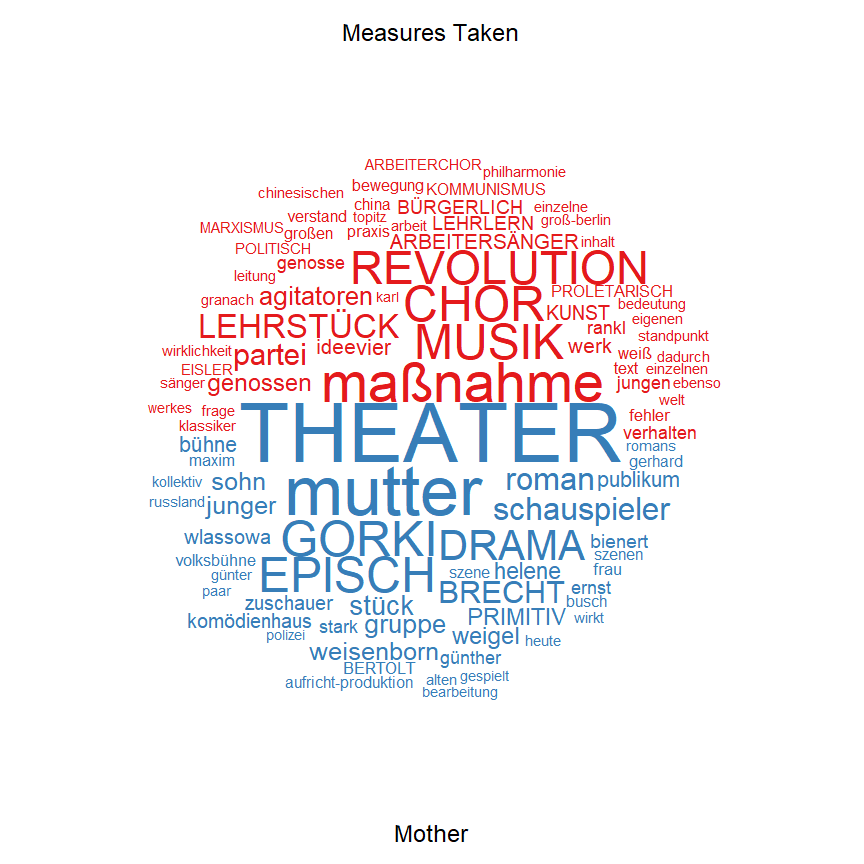 Measures Taken
ARBEITERCHOR philharmonie
chinesischen bewegung KOMMUNISMUS
china BÜRGERLICH einzelne
MARXISMUS verstand topitz arbeit LEHRLERN groß-berlin
großen praxis ARBEITERSÄNGER inhalt
POLITISCH genosse REVOLUTION
leitung agitatoren karl CHOR PROLETARISCH
granach KUNST bedeutung
LEHRSTÜCK MUSIK rankl eigenen
wirklichkeit partei ideevier werk standpunkt
weiß dadurch
EISLER text einzelnen
sänger genossen maßnahme jungen ebenso
welt
werkes frage fehler
klassiker THEATER verhalten
bühne romans
maxim gerhard
kollektiv sohn mutter roman publikum
russland junger schauspieler
wlassowa GORKI DRAMA bienert
volksbühne szenen
günter EPISCH szene helene frau
paar BRECHT ernst
zuschauer stück busch
komödienhaus stark gruppe PRIMITIV wirkt
polizei weigel heute
weisenborn günther
BERTOLT
aufricht-produktion alten gespielt
bearbeitung
Mother